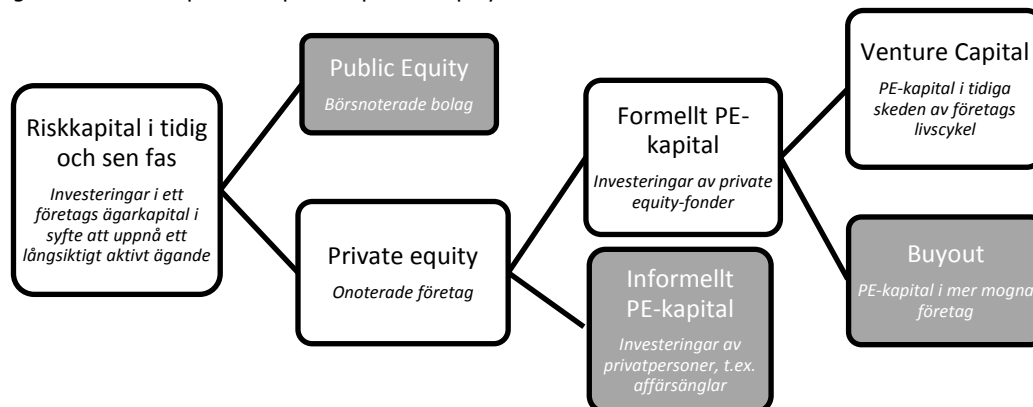 Riskkapital i tidig
och sen fas
Investeringar i ett
företags ägarkapital i
syfte att uppnå ett
långsiktigt aktivt ägande
Public Equity
Börsnoterade bolag
Private equity
Onoterade företag
Formellt PE-
kapital
Investeringar av private
equity-fonder
Informellt
PE-kapital
Investeringar av
privatpersoner, t.ex.
affärsänglar
Venture Capital
PE-kapital i tidiga
skeden av företags
livscykel
Buyout
PE-kapital i mer mogna
företag